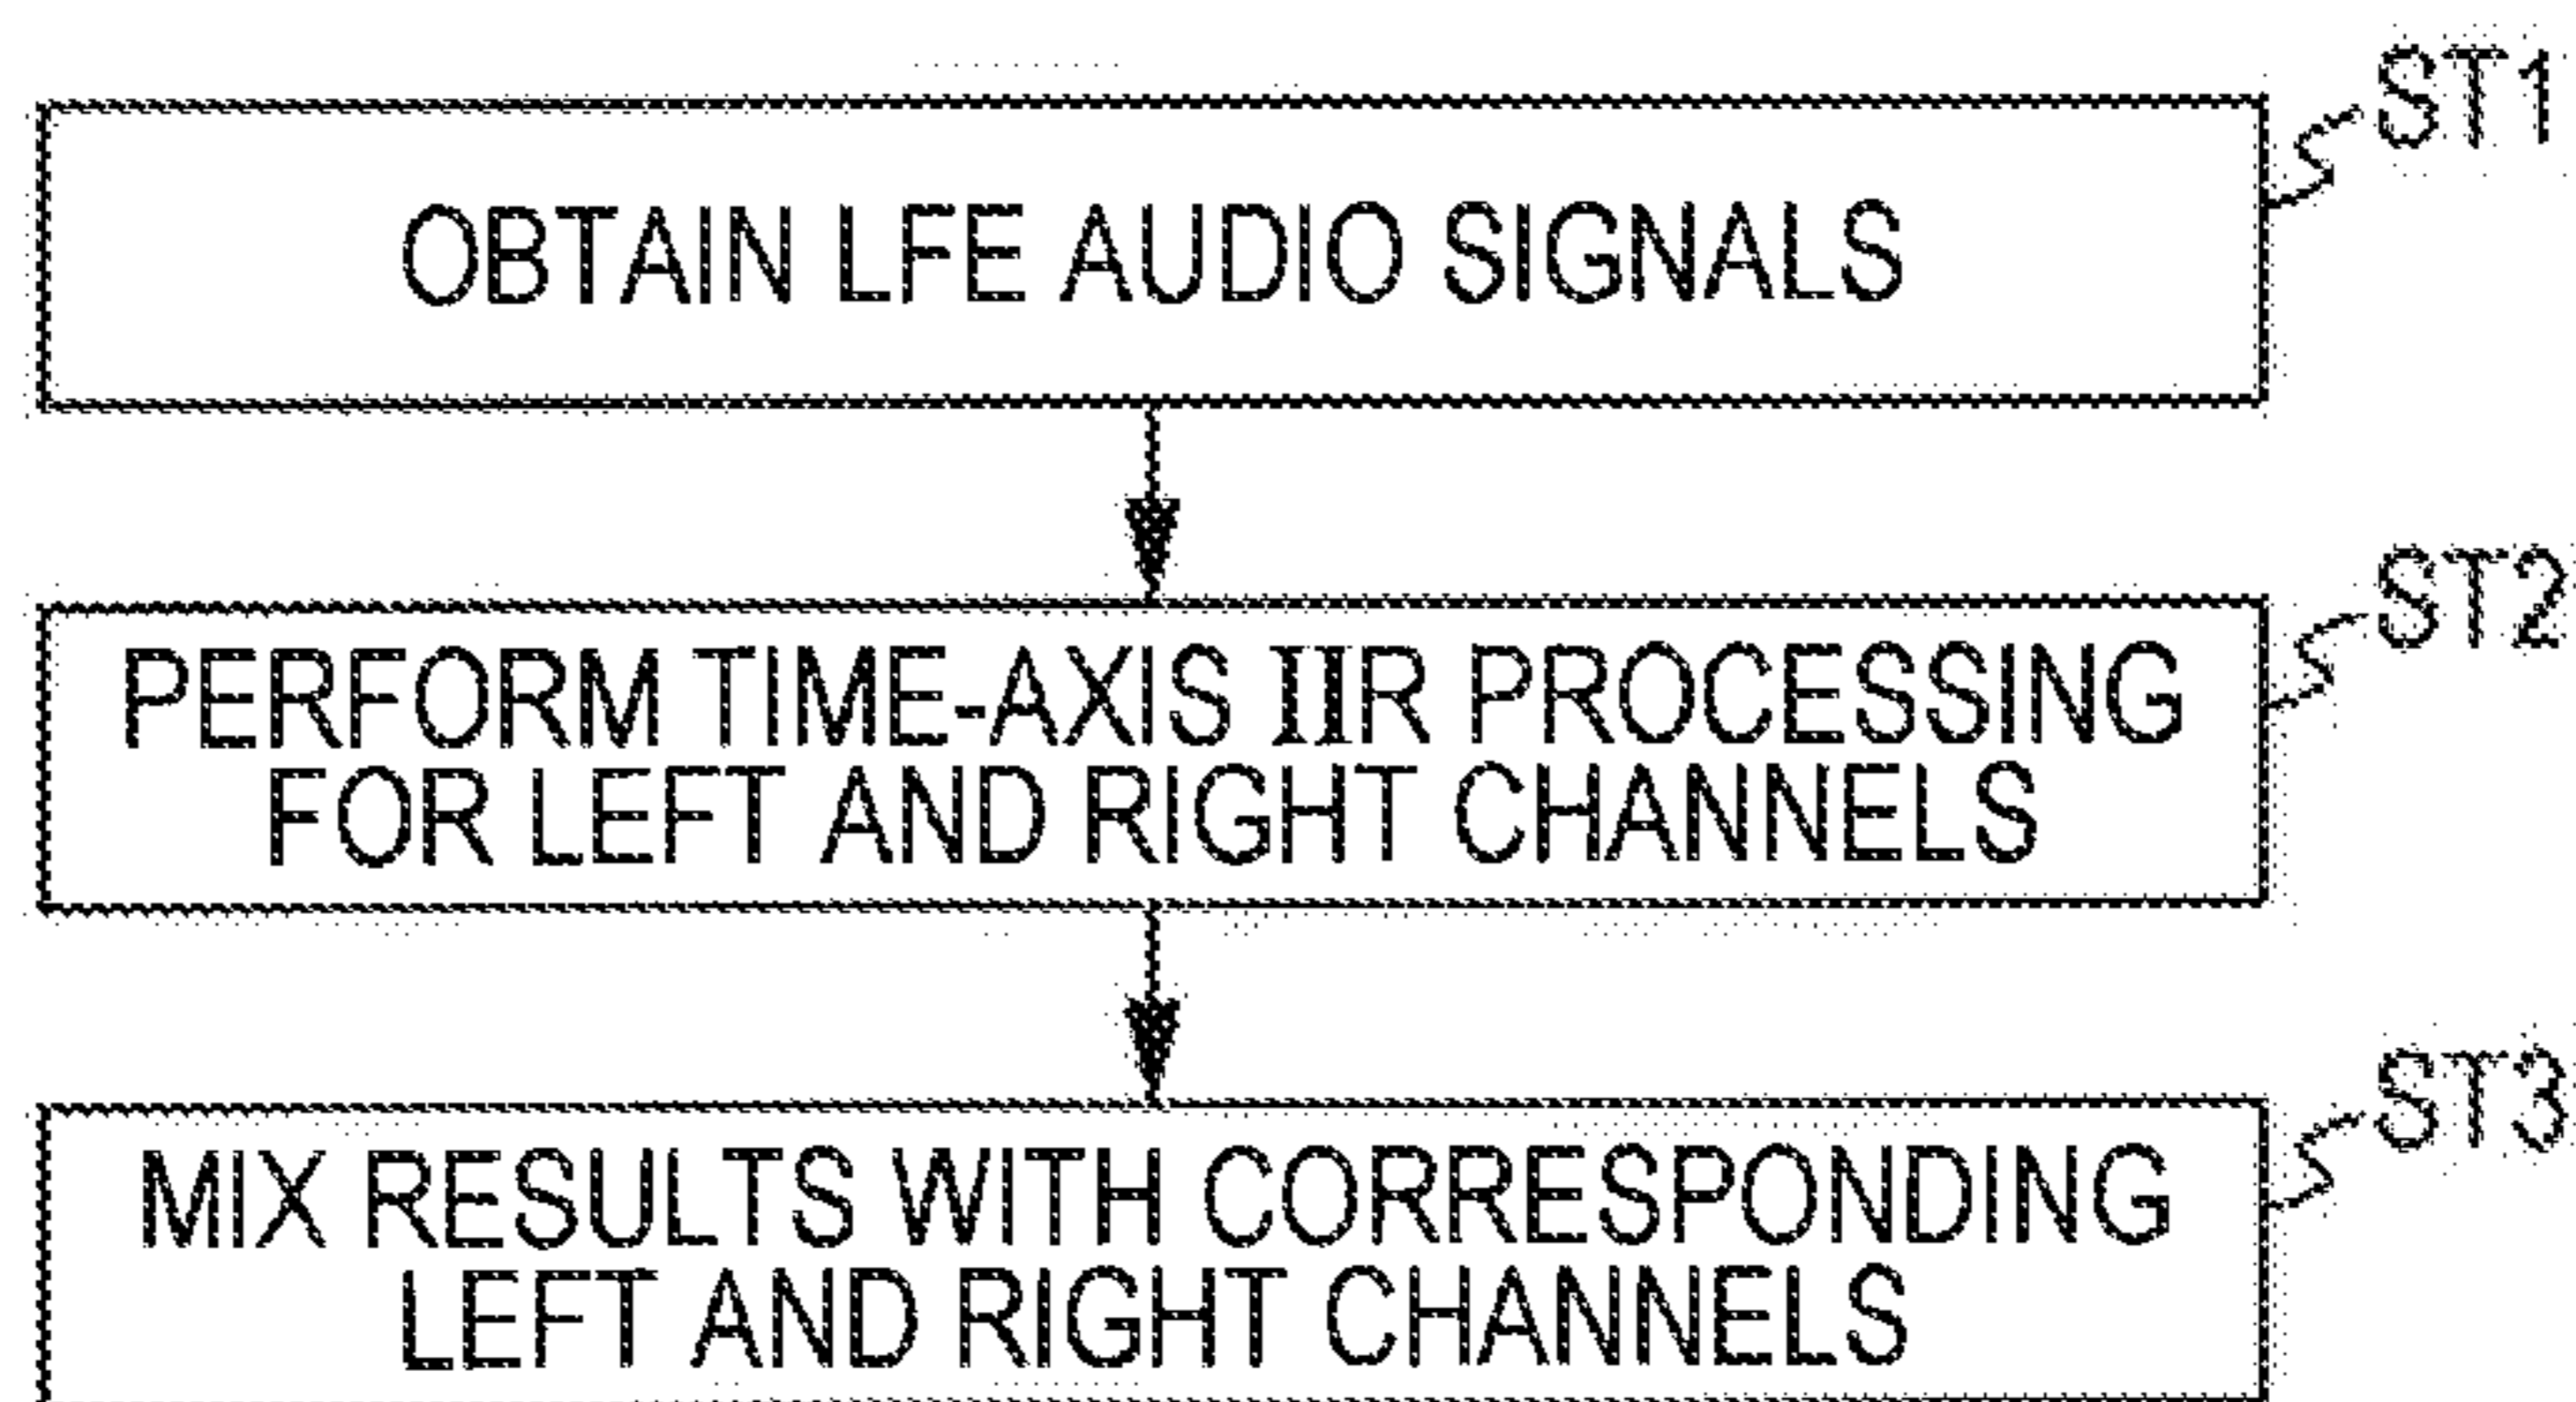 ST1
OBTAIN LFE AUDIO SIGNALS
ST2
PERFORM TIME-AXIS IIR PROCESSING
FOR LEFT AND RIGHT CHANNELS
ST3
MIX RESULTS WITH CORRESPONDING
LEFT AND RIGHT CHANNELS